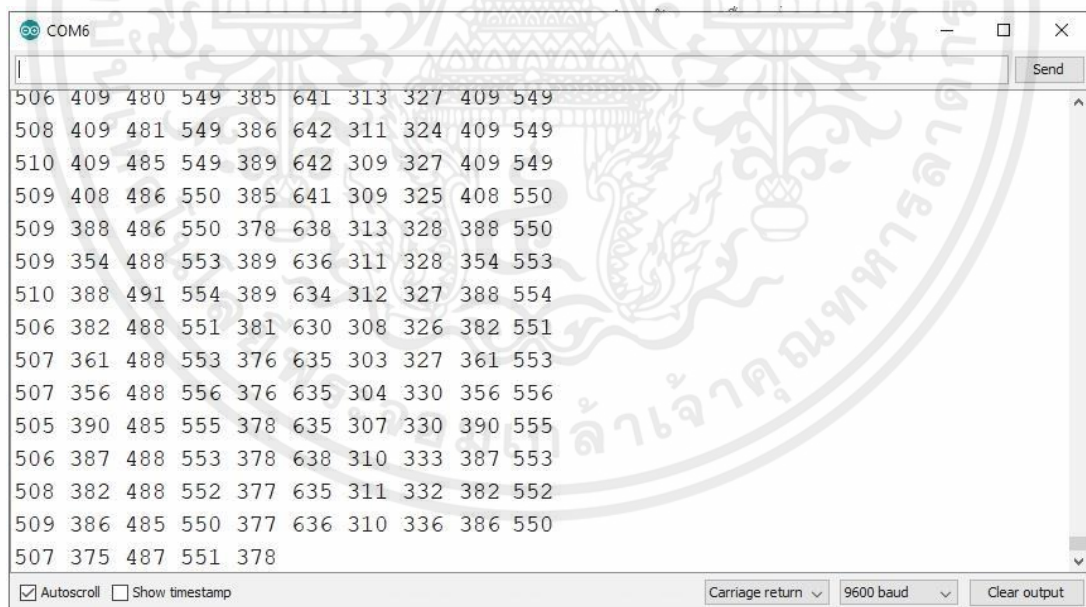 COM6
Send
506 409 480 549 385 641 313 327 409 549
508 409 481 549 386 642 311 324 409 549
510 409 485 549 389 642 309 327 409 549
509 408 486 550 385 641 309 325 408 550
509 388 486 550 378 638 313 328 388 550
509 354 488 553 389 636 311 328 354 553
510 388 491 554 389 634 312 327 388 554
506 382 488 551 381 630 308 326 382 551
507 361 488 553 376 635 303 327 361 553
507 356 488 556 376 635 304 330 356 556
505 390 485 555 378 635 307 330 390 555
506 387 488 553 378 638 310 333 387 553
508 382 488 552 377 635 311 332 382 552
509 386 485 550 377 636 310 336 386 550
507 375 487 551 378
Autoscroll Show timestamp Carriage return 9600 baud Clear output